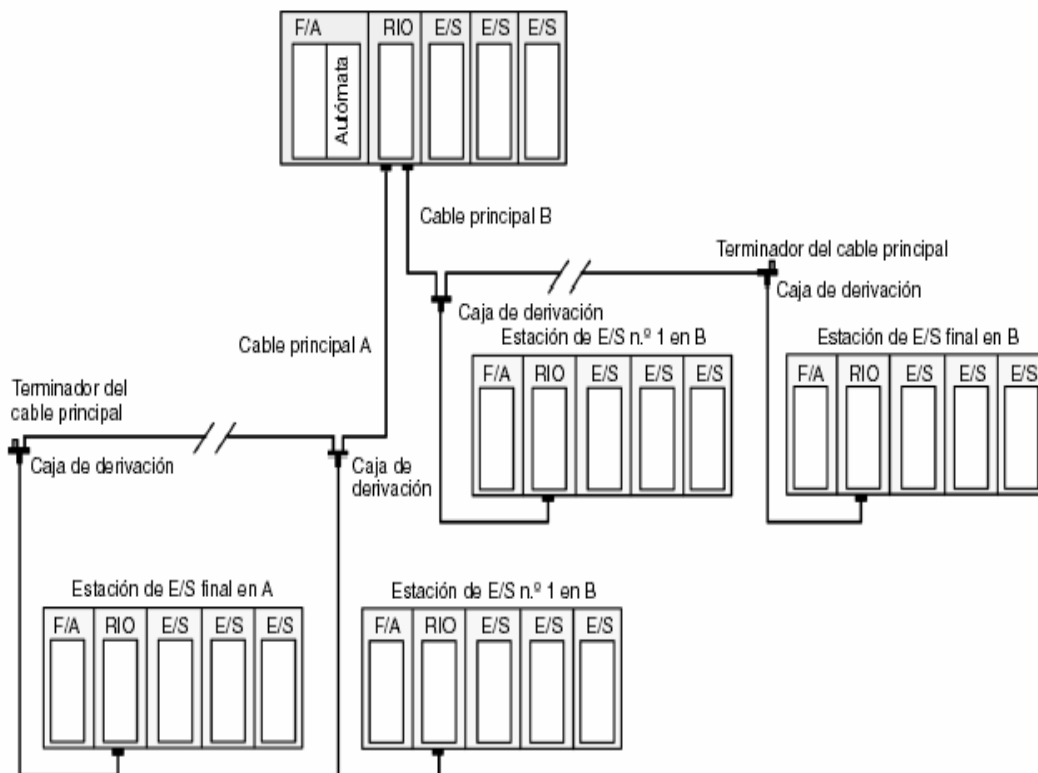 F/A RIO E/S E/S E/S
Autómata
Cable principal B
Terminador del cable principal
Caja de derivación
Caja de derivación
Estación de E/S n.º 1 en B
Estación de E/S final en B
Cable principal A
F/A RIO E/S E/S E/S
F/A RIO E/S E/S E/S
Terminador del
cable principal
Caja de derivación
Caja de
derivación
Estación de E/S final en A
Estación de E/S n.º 1 en B
F/A RIO E/S E/S E/S
F/A RIO E/S E/S E/S